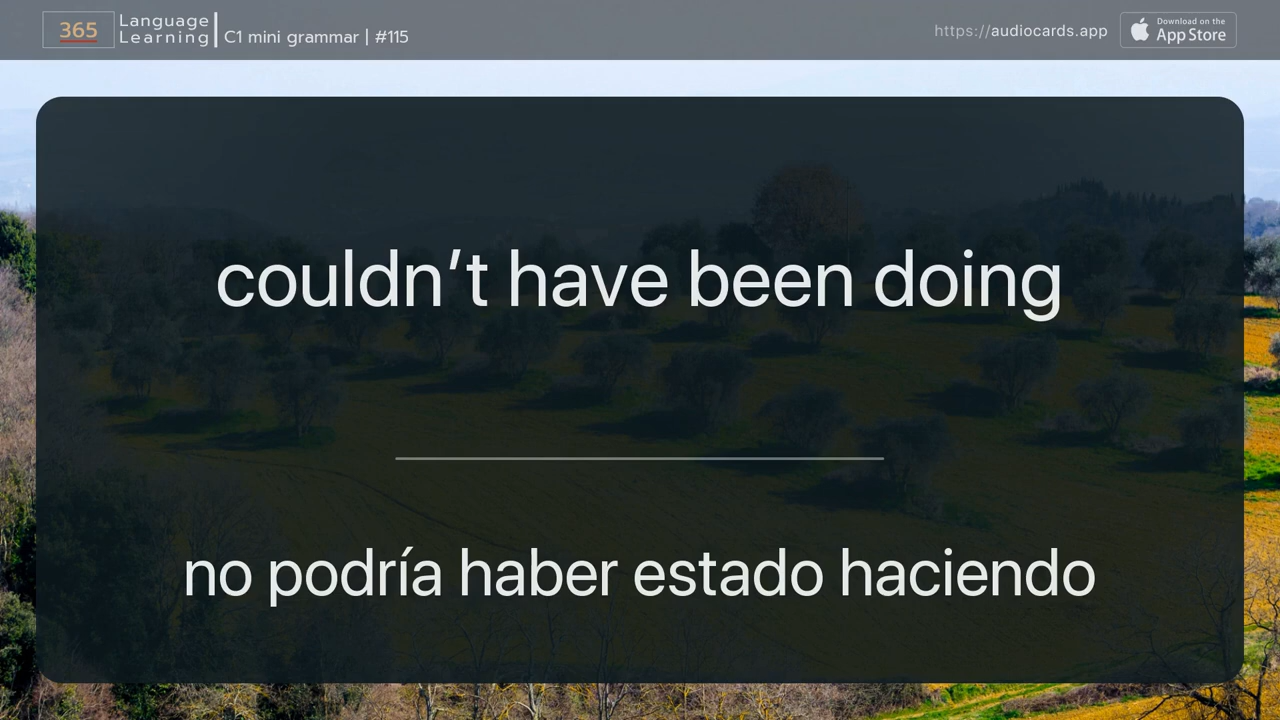 365
Language
Learning
C1 mini grammar | #115
https://audiocards.app
Download on the
App Store
couldn’t have been doing
no podría haber estado haciendo